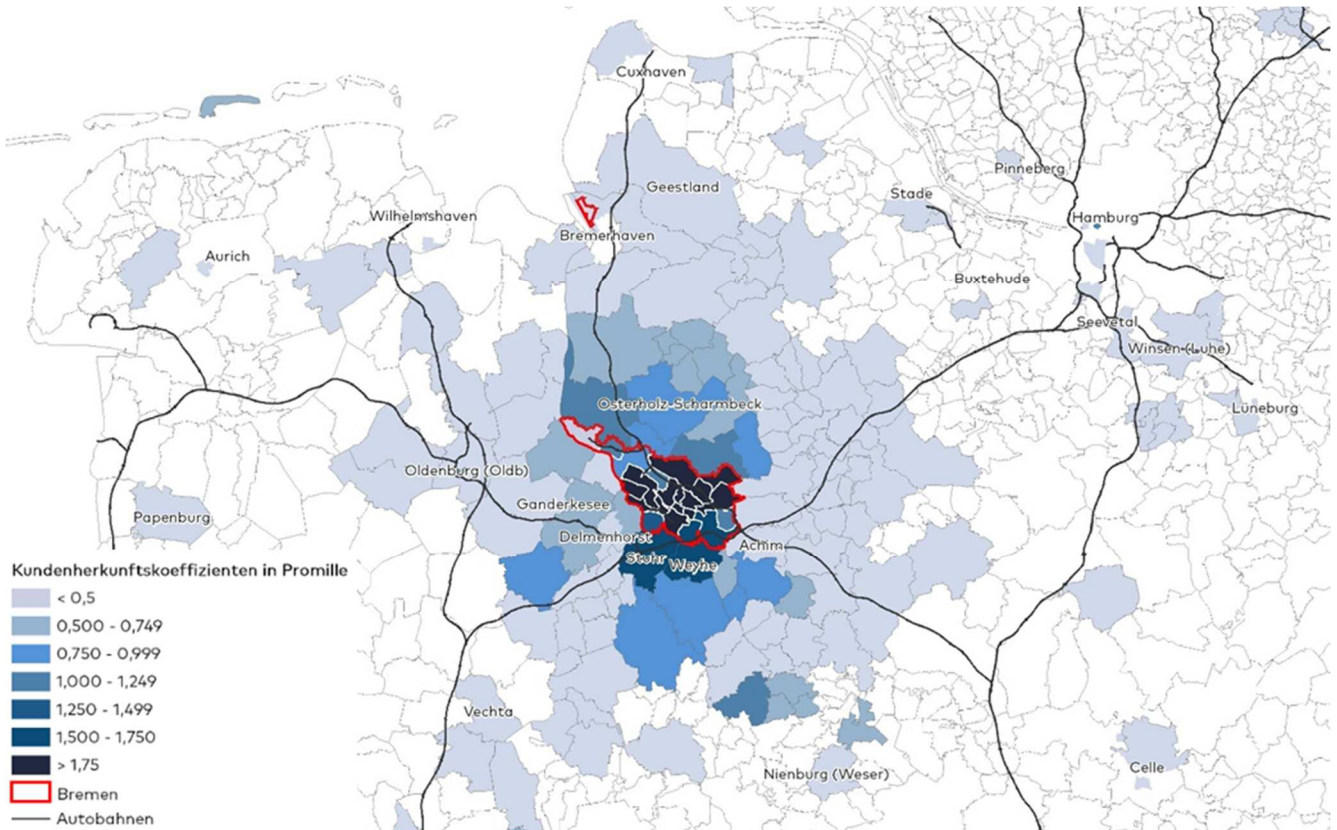 Cuxhaven
Geestland
Pinneberg
Stade
Wilhelmshaven
Hamburg
Bremerhaven
Aurich
Buxtehude
Seevetal
Winsen (Luhe)
Osterholz-Scharmbeck
Lüneburg
Oldenburg (Oldb)
Ganderkesee
Papenburg
Delmenhorst
Achim
Stuhr
Weyhe
Kundenherkunftskoeffizienten in Promille
< 0,5
0,500 - 0,749
0,750 - 0,999
1,000 - 1,249
1,250 - 1,499
1,500 - 1,750
> 1,75
Bremen
Autobahnen
Vechta
Nienburg (Weser)
Celle